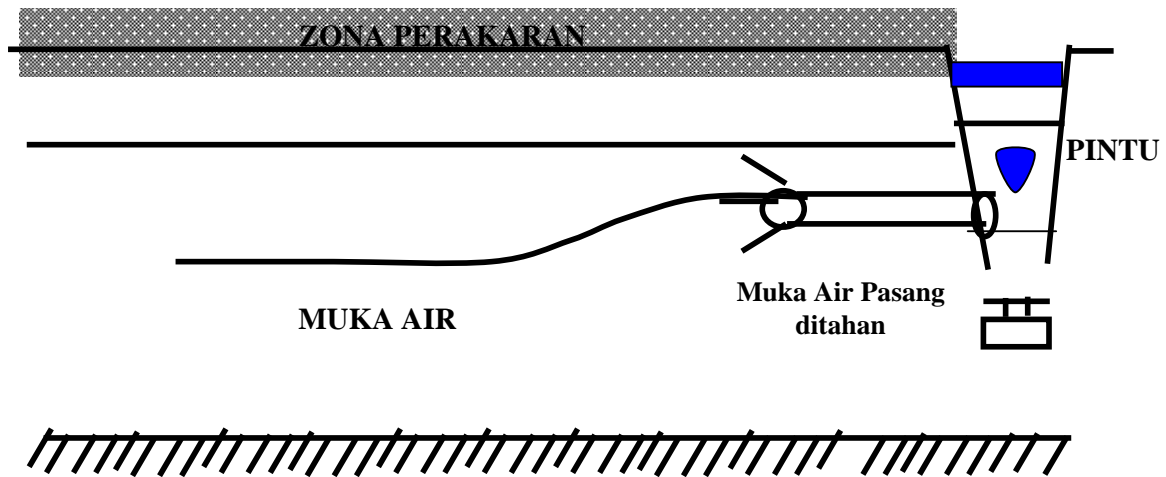 ZONA PERAKARAN
PINTU
Muka Air Pasang
ditahan
MUKA AIR